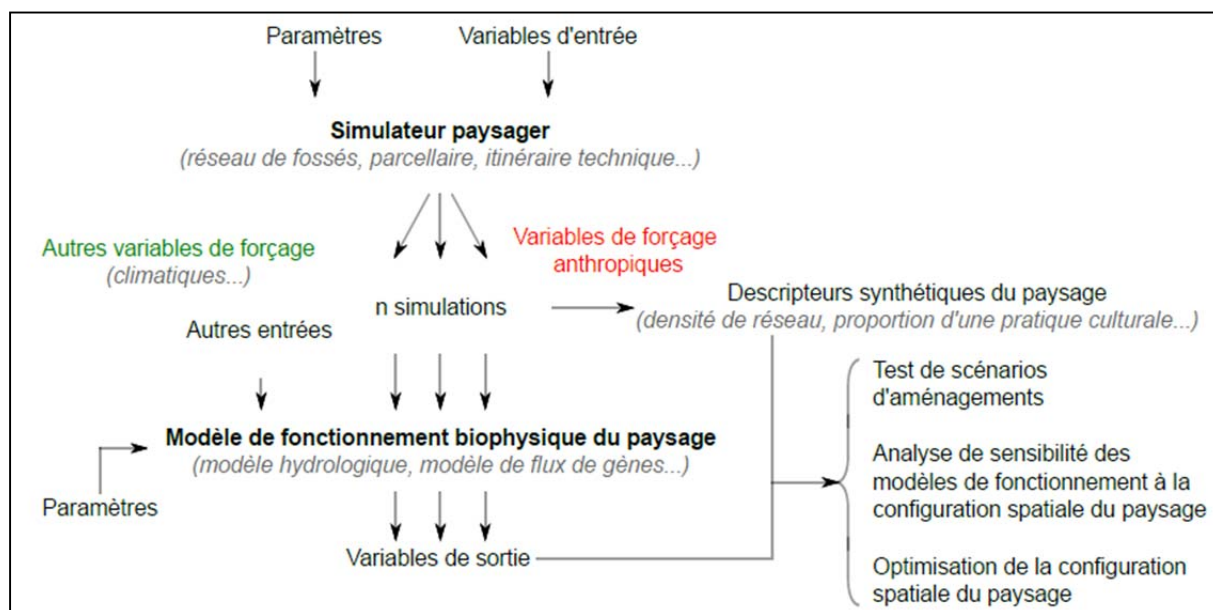 Paramètres
Variables d'entrée
Simulateur paysager
(réseau de fossés, parcellaire, itinéraire technique...)
Autres variables de forçage
(climatiques...)
Variables de forçage
anthropiques
n simulations
Autres entrées
Descripteurs synthétiques du paysage
(densité de réseau, proportion d'une pratique culturale...)
Modèle de fonctionnement biophysique du paysage
(modèle hydrologique, modèle de flux de gènes...)
Paramètres
Variables de sortie
Test de scénarios
d'aménagements
Analyse de sensibilité des
modèles de fonctionnement à la
configuration spatiale du paysage
Optimisation de la configuration
spatiale du paysage